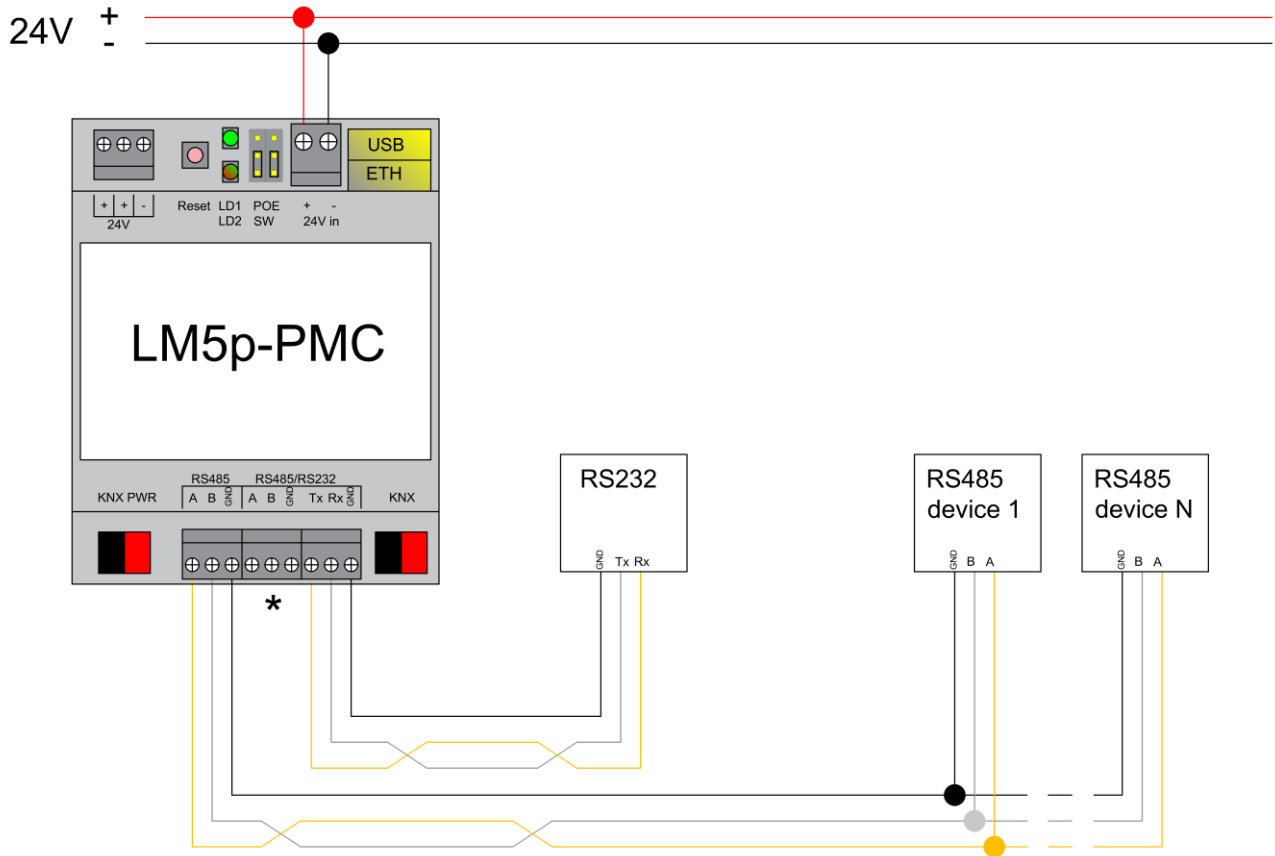 24V + -
USB
ETH
+ + -
24V
Reset LD1 POE + -
LD2 SW 24V in
LM5p-PMC
RS485 RS485/RS232
KNX PWR A B GND A B GND Tx Rx GND KNX
*
RS232
GND Tx Rx
RS485
device 1
GND B A
RS485
device N
GND B A